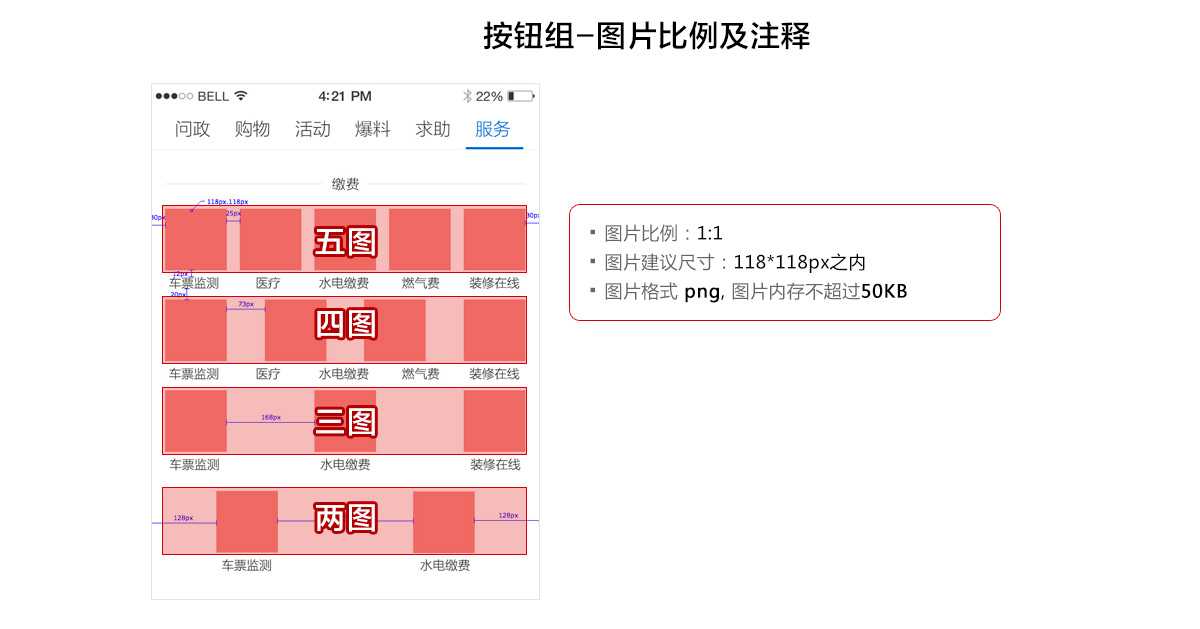 按钮组-图片比例及注释
BELL 4:21 PM 22%
问政 购物 活动 爆料 求助 服务
缴费
118px.118px
30px 25px 30px
五图
12px
车票监测 医疗 水电缴费 燃气费 装修在线
20px
73px
四图
车票监测 医疗 水电缴费 燃气费 装修在线
168px
三图
车票监测 水电缴费 装修在线
128px 两图 128px
车票监测 水电缴费
▪ 图片比例：1:1
▪ 图片建议尺寸：118*118px之内
▪ 图片格式 png, 图片内存不超过50KB